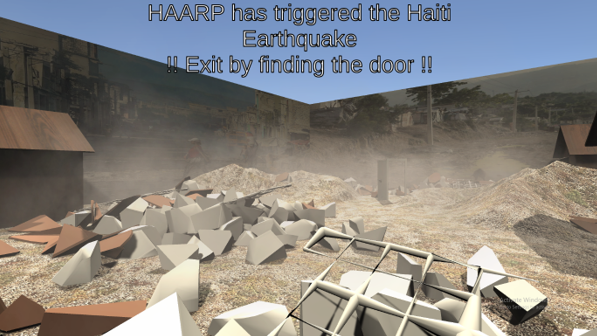 HAARP has triggered the Haiti
Earthquake
!! Exit by finding the door !!